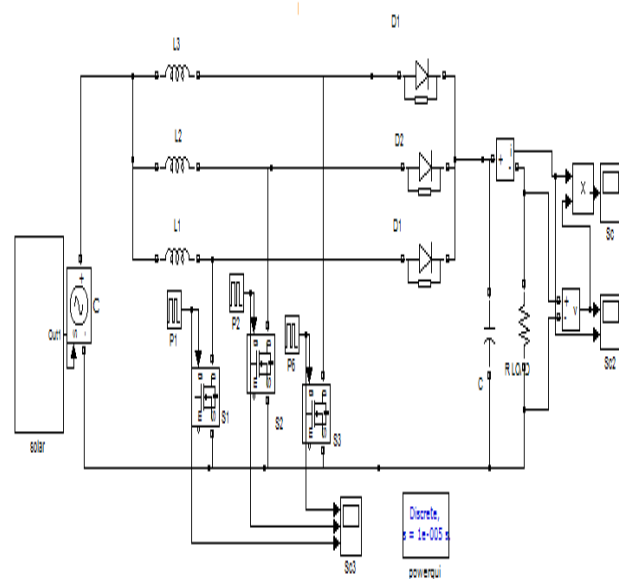 D1
L3
L2
D2
i
L1
D1
X
Sc
C
Out1
P1
P2
P6
v
Sc2
C
R LOAD
S1
S2
S3
solar
Sc3
Discrete,
s = 1e-005 s.
powergui